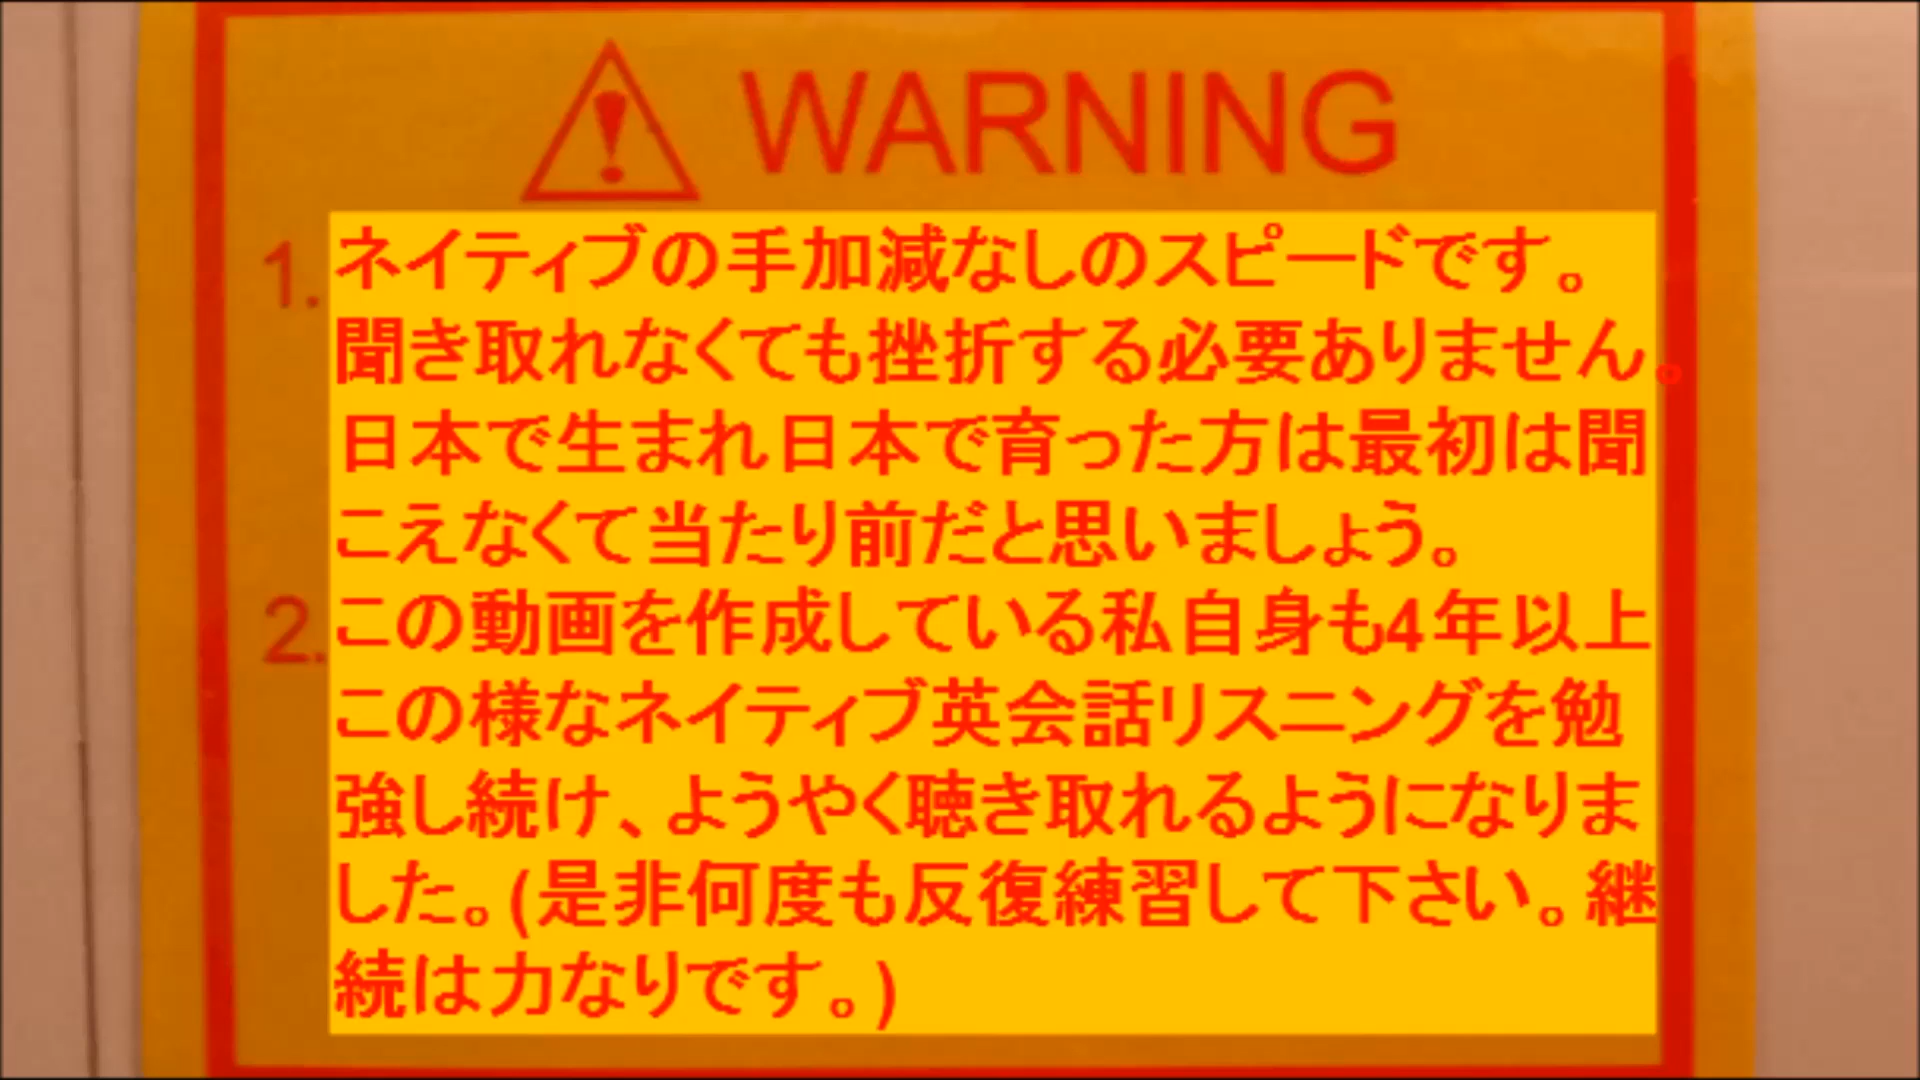 WARNING
1. ネイティブの手加減なしのスピードです。
聞き取れなくても挫折する必要ありません。
日本で生まれ日本で育った方は最初は聞
こえなくて当たり前だと思いましょう。
2. この動画を作成している私自身も4年以上
この様なネイティブ英会話リスニングを勉
強し続け、ようやく聴き取れるようになりま
した。(是非何度も反復練習して下さい。継
続は力なりです。)